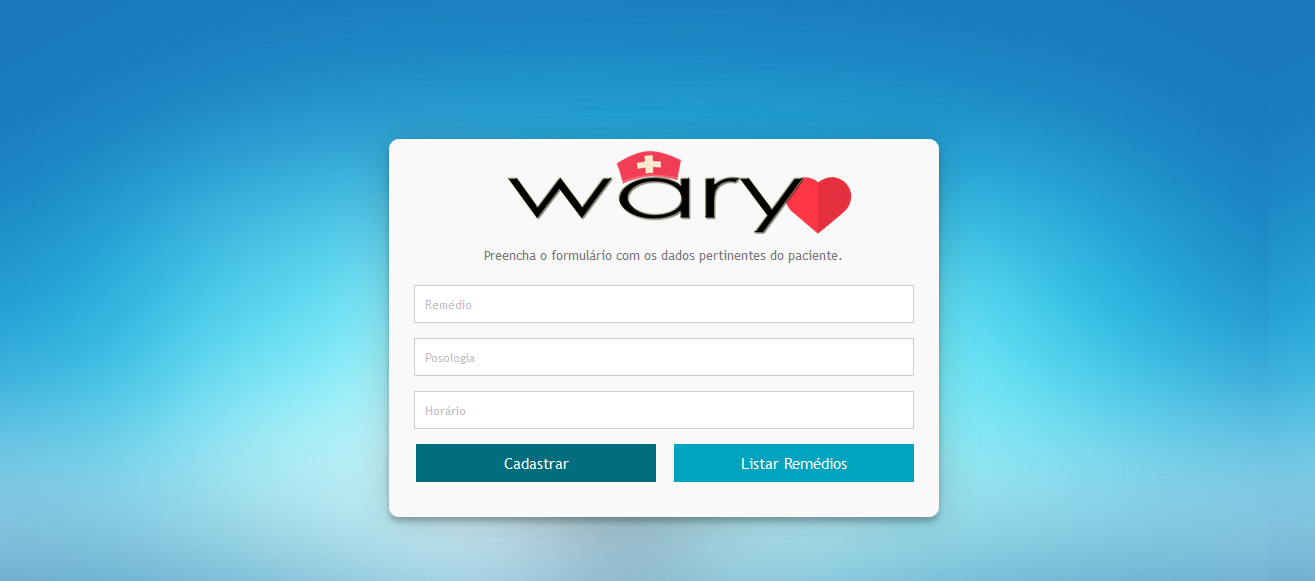 wary
Preencha o formulário com os dados pertinentes do paciente.
Remédio
Posologia
Horário
Cadastrar
Listar Remédios